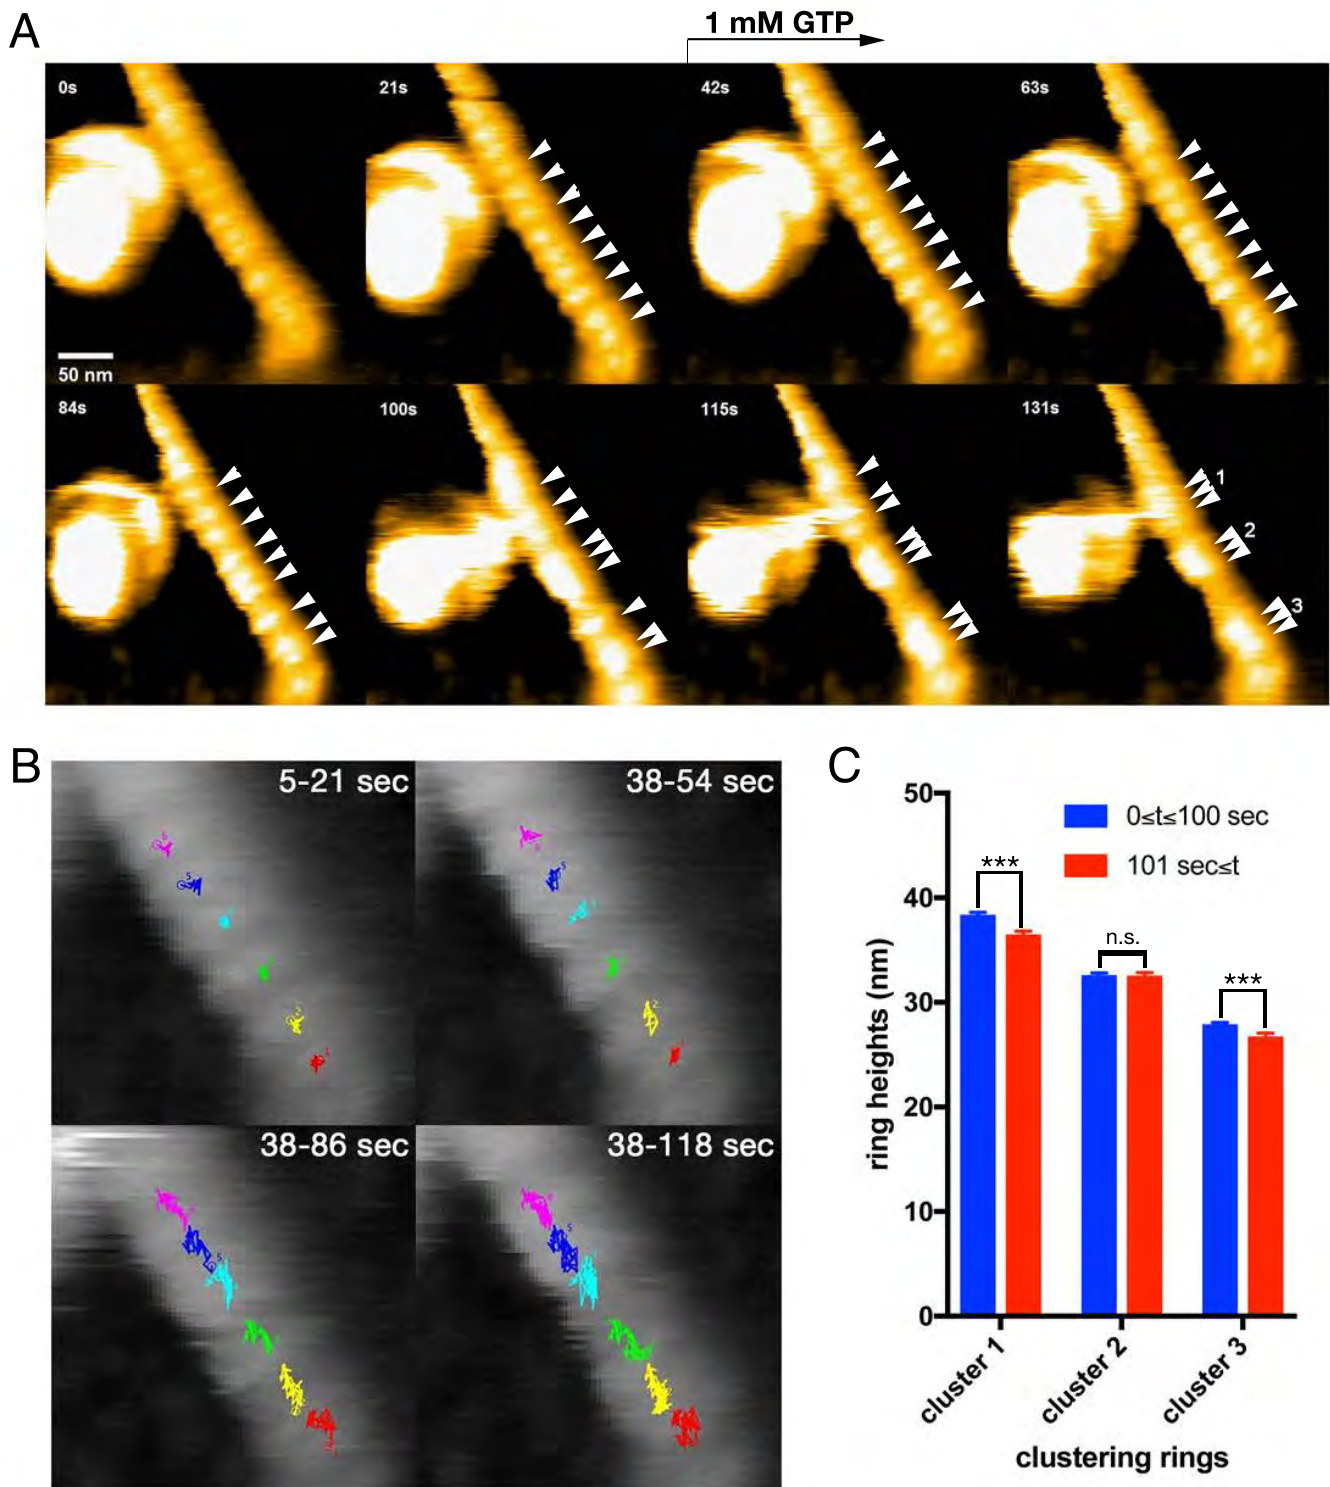 A
1 mM GTP
0s
21s
42s
63s
50 nm
84s
100s
115s
131s
1
2
3
B
5-21 sec
38-54 sec
38-86 sec
38-118 sec
C
50
40
30
20
10
0
ring heights (nm)
0≤t≤100 sec
101 sec≤t
***
n.s.
***
cluster 1
cluster 2
cluster 3
clustering rings